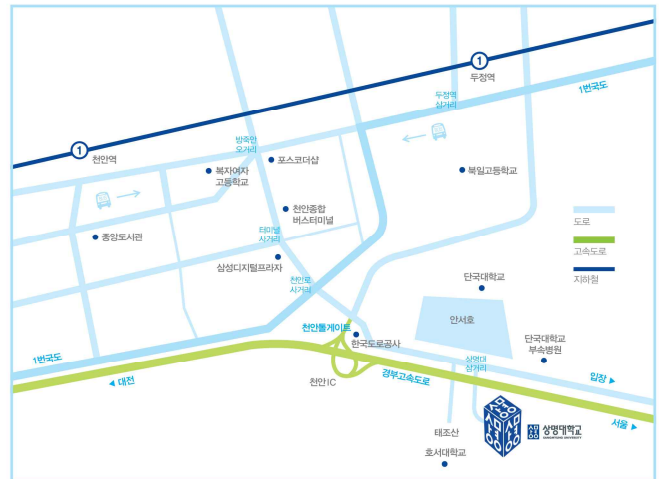 1
두정역
1번국도
두정역
삼거리
방죽안
오거리
1
천안역
포스코더샵
복자여자
고등학교
북일고등학교
천안종합
버스터미널
도로
터미널
사거리
중앙도서관
고속도로
삼성디지털프라자
지하철
천안로
사거리
단국대학교
안서호
천안톨게이트
한국도로공사
단국대학교
부속병원
1번국도
상명대
삼거리
◀ 대전
천안IC
경부고속도로
입장 ▶
서울 ▶
태조산
상명대학교
SANGMYUNG UNIVERSITY
호서대학교